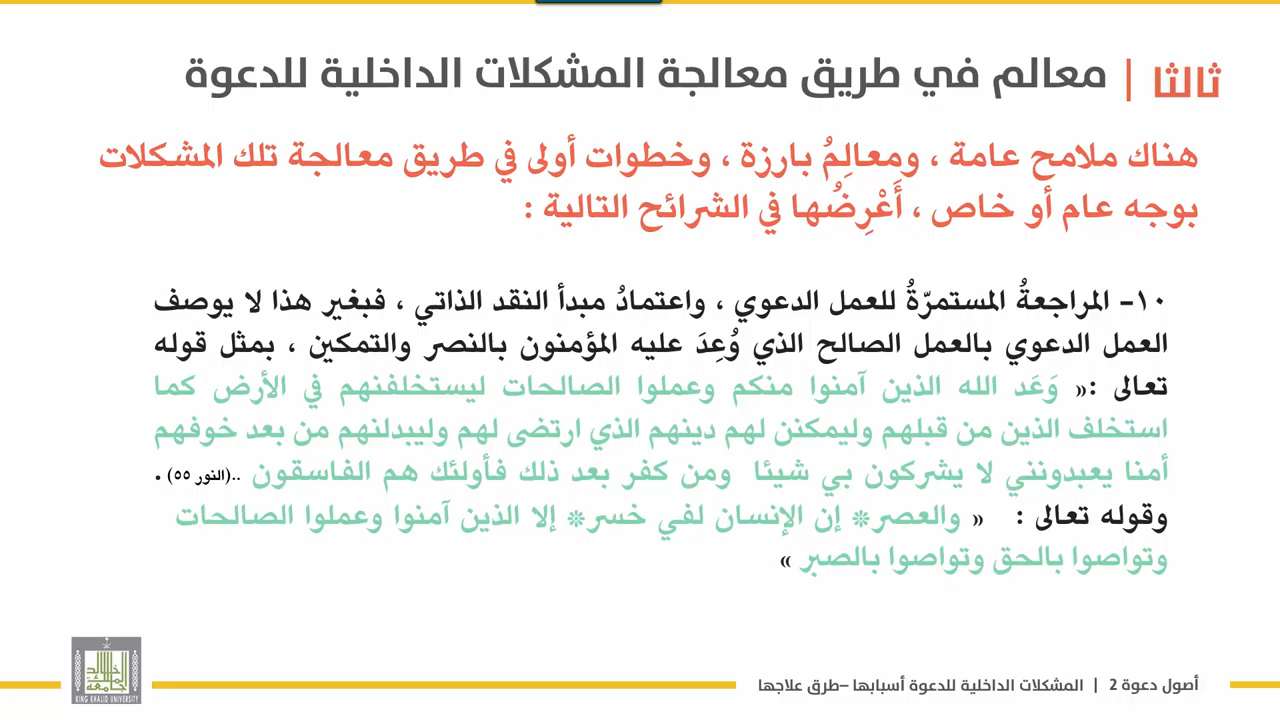 ثالثا | معالم في طريق معالجة المشكلات الداخلية للدعوة
هناك ملامح عامة ، ومعالِمُ بارزة ، وخطوات أولى في طريق معالجة تلك المشكلات
بوجه عام أو خاص ، أَعْرِضُها في الشرائح التالية :
١٠- المراجعةُ المستمرّةُ للعمل الدعوي ، واعتمادُ مبدأ النقد الذاتي ، فبغير هذا لا يوصف
العمل الدعوي بالعمل الصالح الذي وُعِدَ عليه المؤمنون بالنصر والتمكين ، بمثل قوله
تعالى :« وَعَد الله الذين آمنوا منكم وعملوا الصالحات ليستخلفنهم في الأرض كما
استخلف الذين من قبلهم وليمكنن لهم دينهم الذي ارتضى لهم وليبدلنهم من بعد خوفهم
أمنا يعبدونني لا يشركون بي شيئا ومن كفر بعد ذلك فأولئك هم الفاسقون ..(النور ٥٥) .
وقوله تعالى : « والعصر* إن الإنسان لفي خسر* إلا الذين آمنوا وعملوا الصالحات
وتواصوا بالحق وتواصوا بالصبر »
جامعة الملك خالد
KING KHALID UNIVERSITY
أصول دعوة 2 | المشكلات الداخلية للدعوة أسبابها –طرق علاجها